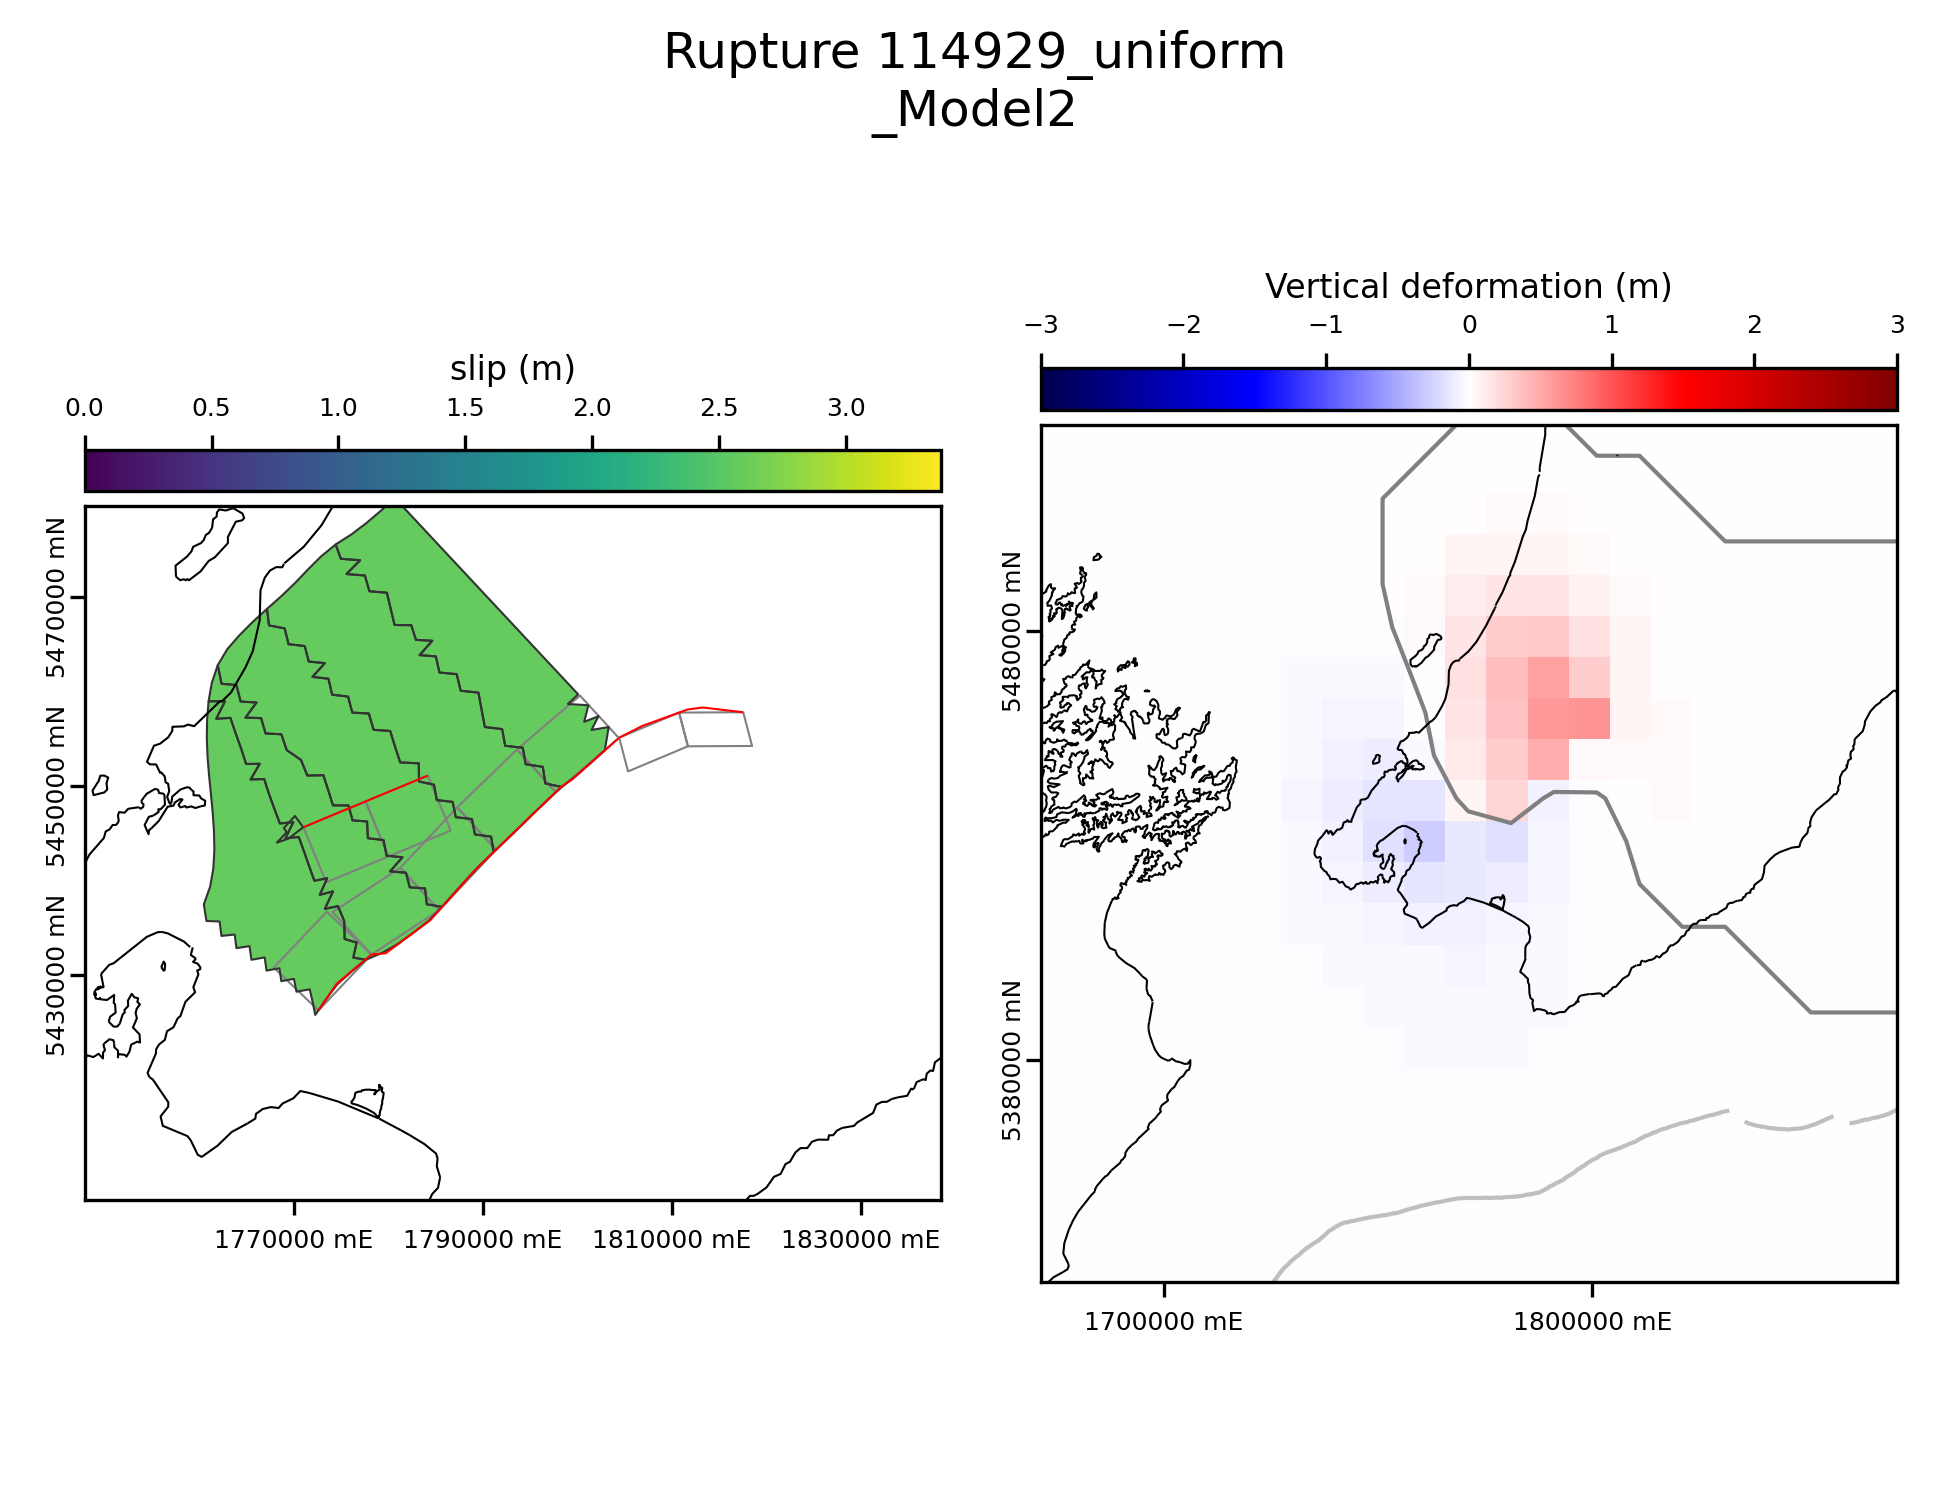 Rupture 114929_uniform
_Model2
slip (m)
0.0 0.5 1.0 1.5 2.0 2.5 3.0
5470000 mN
5450000 mN
5430000 mN
1770000 mE 1790000 mE 1810000 mE 1830000 mE
Vertical deformation (m)
−3 −2 −1 0 1 2 3
5480000 mN
5380000 mN
1700000 mE 1800000 mE